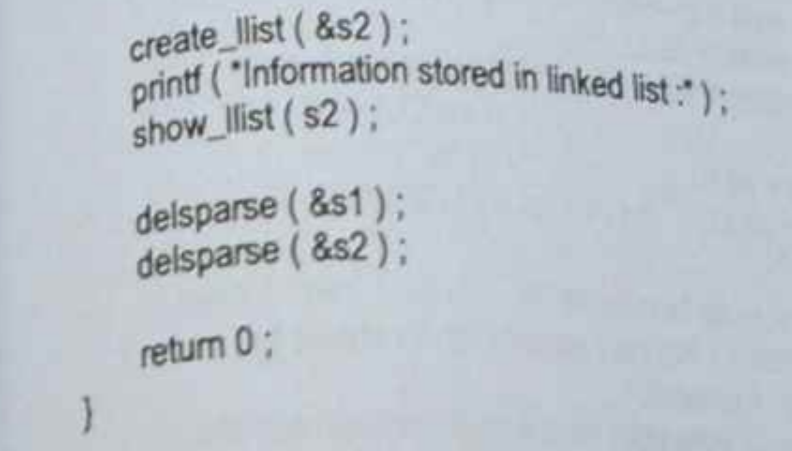 create_llist ( &s2 ) ;
printf ( "Information stored in linked list :" ) ;
show_llist ( s2 ) ;
delsparse ( &s1 ) ;
delsparse ( &s2 ) ;
return 0 ;
}